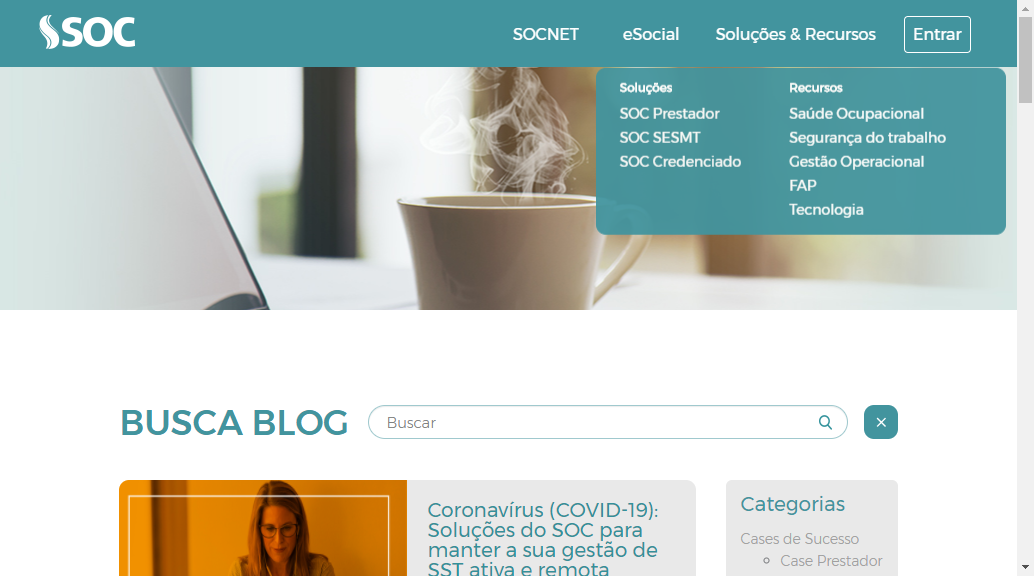 SOC
SOCNET
eSocial
Soluções & Recursos
Entrar
Soluções
SOC Prestador
SOC SESMT
SOC Credenciado
Recursos
Saúde Ocupacional
Segurança do trabalho
Gestão Operacional
FAP
Tecnologia
BUSCA BLOG
Buscar
Coronavírus (COVID-19):
Soluções do SOC para
manter a sua gestão de
SST ativa e remota
Categorias
Cases de Sucesso
Case Prestador